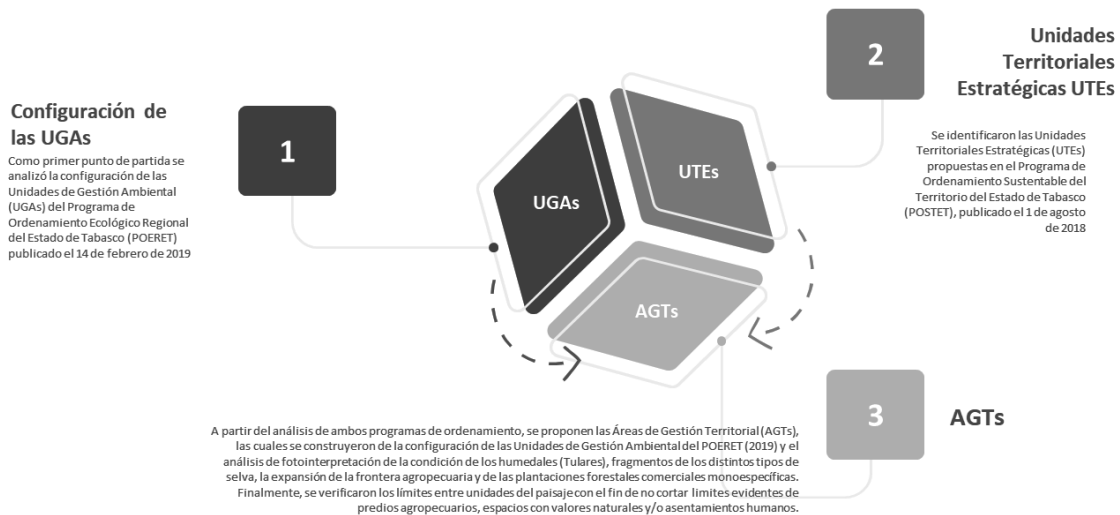 Configuración de
las UGAs
Como primer punto de partida se
analizó la configuración de las
Unidades de Gestión Ambiental
(UGAs) del Programa de
Ordenamiento Ecológico Regional
del Estado de Tabasco (POERET)
publicado el 14 de febrero de 2019
1
UGAs
UTEs
AGTs
2
Unidades
Territoriales
Estratégicas UTEs
Se identificaron las Unidades
Territoriales Estratégicas (UTEs)
propuestas en el Programa de
Ordenamiento Sustentable del
Territorio del Estado de Tabasco
(POSTET), publicado el 1 de agosto
de 2018
3
AGTs
A partir del análisis de ambos programas de ordenamiento, se proponen las Áreas de Gestión Territorial (AGTs),
las cuales se construyeron de la configuración de las Unidades de Gestión Ambiental del POERET (2019) y el
análisis de fotointerpretación de la condición de los humedales (Tulares), fragmentos de los distintos tipos de
selva, la expansión de la frontera agropecuaria y de las plantaciones forestales comerciales monoespecíficas.
Finalmente, se verificaron los límites entre unidades del paisaje con el fin de no cortar limites evidentes de
predios agropecuarios, espacios con valores naturales y/o asentamientos humanos.